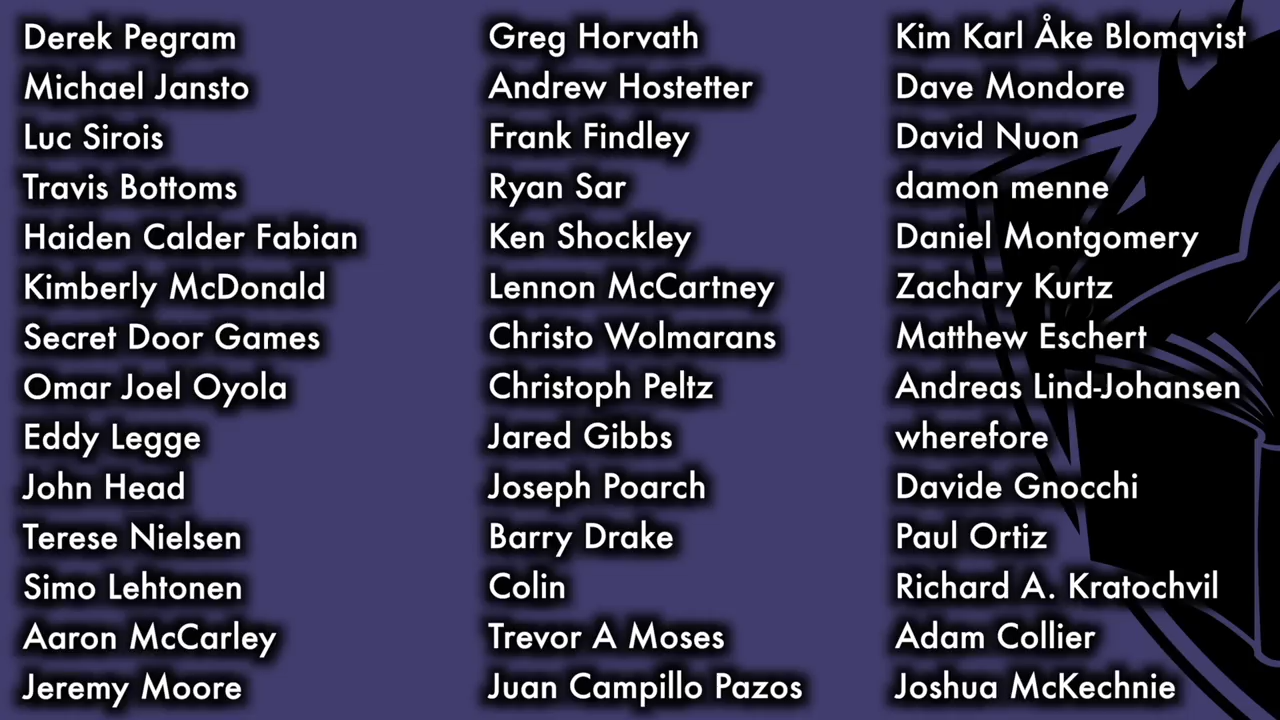 Derek Pegram
Michael Jansto
Luc Sirois
Travis Bottoms
Haiden Calder Fabian
Kimberly McDonald
Secret Door Games
Omar Joel Oyola
Eddy Legge
John Head
Terese Nielsen
Simo Lehtonen
Aaron McCarley
Jeremy Moore
Greg Horvath
Andrew Hostetter
Frank Findley
Ryan Sar
Ken Shockley
Lennon McCartney
Christo Wolmarans
Christoph Peltz
Jared Gibbs
Joseph Poarch
Barry Drake
Colin
Trevor A Moses
Juan Campillo Pazos
Kim Karl Åke Blomqvist
Dave Mondore
David Nuon
damon menne
Daniel Montgomery
Zachary Kurtz
Matthew Eschert
Andreas Lind-Johansen
wherefore
Davide Gnocchi
Paul Ortiz
Richard A. Kratochvil
Adam Collier
Joshua McKechnie